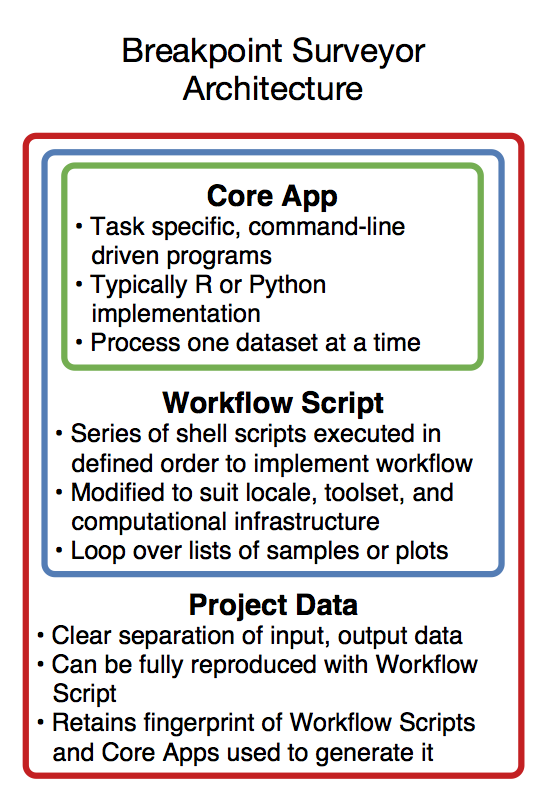 Breakpoint Surveyor
Architecture
Core App
• Task specific, command-line
driven programs
• Typically R or Python
implementation
• Process one dataset at a time
Workflow Script
• Series of shell scripts executed in
defined order to implement workflow
• Modified to suit locale, toolset, and
computational infrastructure
• Loop over lists of samples or plots
Project Data
• Clear separation of input, output data
• Can be fully reproduced with Workflow
Script
• Retains fingerprint of Workflow Scripts
and Core Apps used to generate it